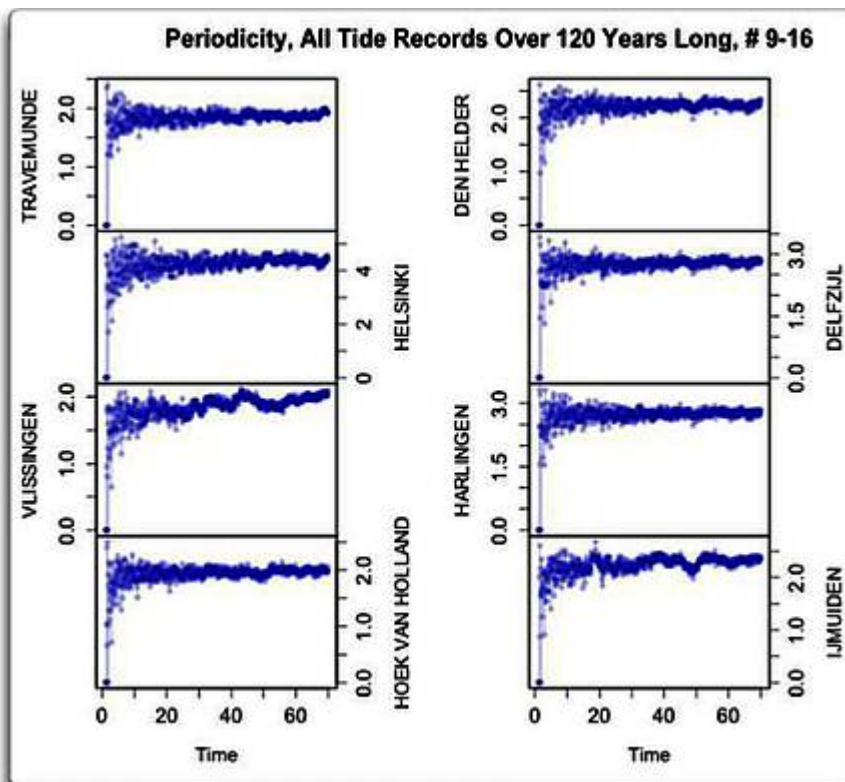 Periodicity, All Tide Records Over 120 Years Long, # 9-16
TRAVEMUNDE
0.0 1.0 2.0
HELSINKI
0 2 4
VLISSINGEN
0.0 1.0 2.0
HOEK VAN HOLLAND
0.0 1.0 2.0
0 20 40 60
Time
DEN HELDER
0.0 1.0 2.0
DELFZIJL
0.0 1.5 3.0
HARLINGEN
0.0 1.5 3.0
IJMUIDEN
0.0 1.0 2.0
0 20 40 60
Time